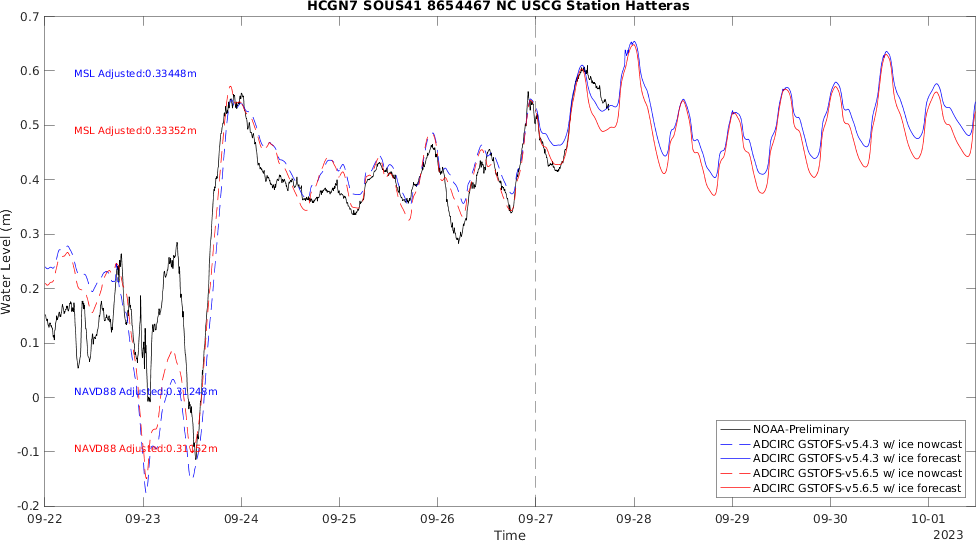 HCGN7 SOUS41 8654467 NC USCG Station Hatteras
0.7
0.6
0.5
0.4
0.3
0.2
0.1
0
-0.1
-0.2
Water Level (m)
MSL Adjusted:0.33448m
MSL Adjusted:0.33352m
NAVD88 Adjusted:0.31248m
NAVD88 Adjusted:0.31052m
NOAA-Preliminary
ADCIRC GSTOFS-v5.4.3 w/ ice nowcast
ADCIRC GSTOFS-v5.4.3 w/ ice forecast
ADCIRC GSTOFS-v5.6.5 w/ ice nowcast
ADCIRC GSTOFS-v5.6.5 w/ ice forecast
09-22 09-23 09-24 09-25 09-26 09-27 09-28 09-29 09-30 10-01
Time
2023